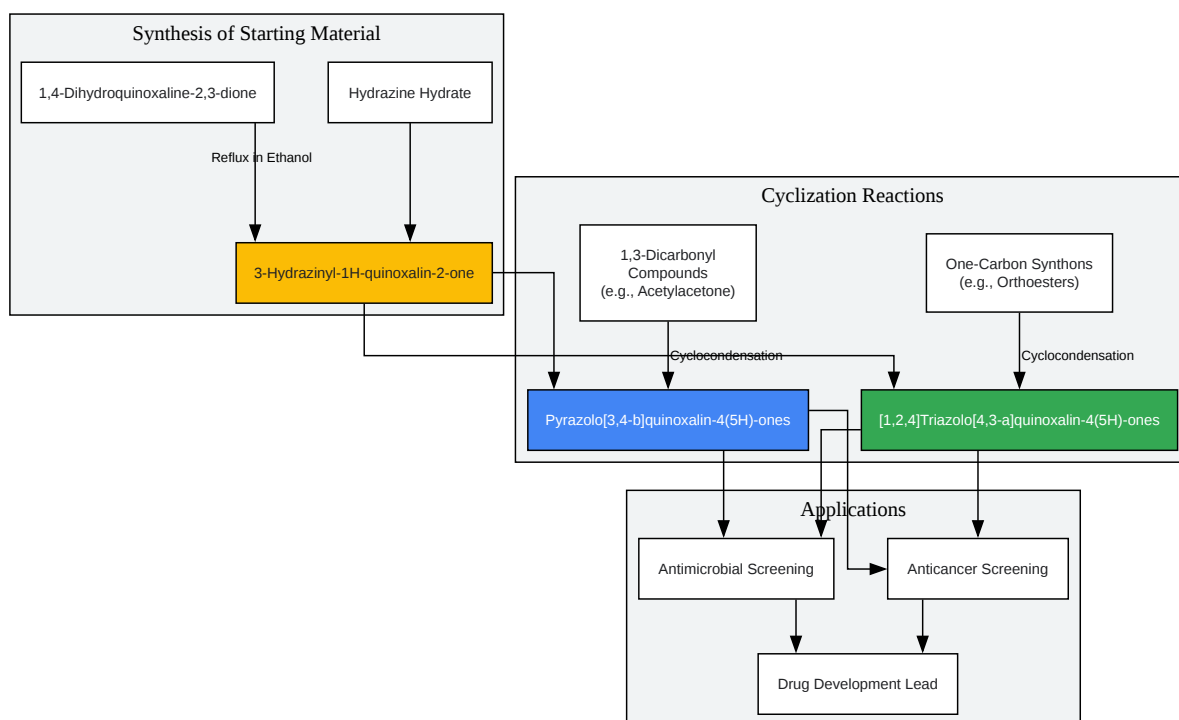 Synthesis of Starting Material
1,4-Dihydroquinoxaline-2,3-dione
Hydrazine Hydrate
Reflux in Ethanol
3-Hydrazinyl-1H-quinoxalin-2-one
Cyclization Reactions
1,3-Dicarbonyl
Compounds
(e.g., Acetylacetone)
One-Carbon Synthons
(e.g., Orthoesters)
Cyclocondensation
Cyclocondensation
Pyrazolo[3,4-b]quinoxalin-4(5H)-ones
[1,2,4]Triazolo[4,3-a]quinoxalin-4(5H)-ones
Applications
Antimicrobial Screening
Anticancer Screening
Drug Development Lead